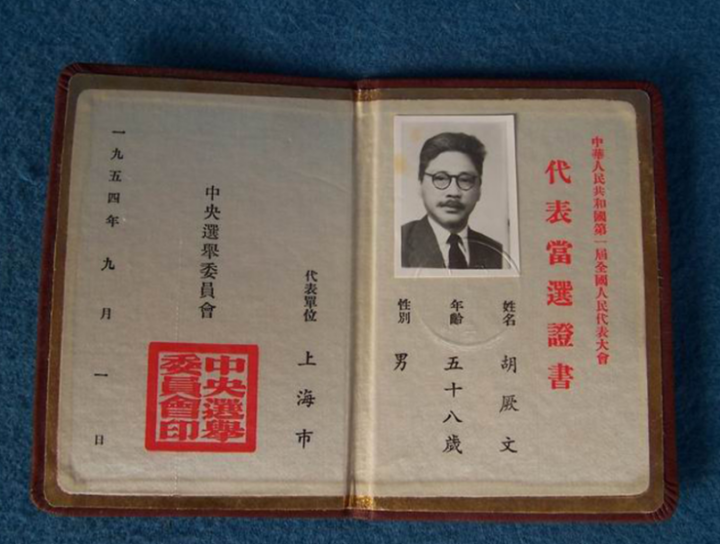 中華人民共和國第一屆全國人民代表大會
代表當選證書
姓名 胡厥文
年齡 五十八歲
性別 男
代表單位 上海市
中央選舉委員會
中央選舉
委員會印
一九五四年九月一日